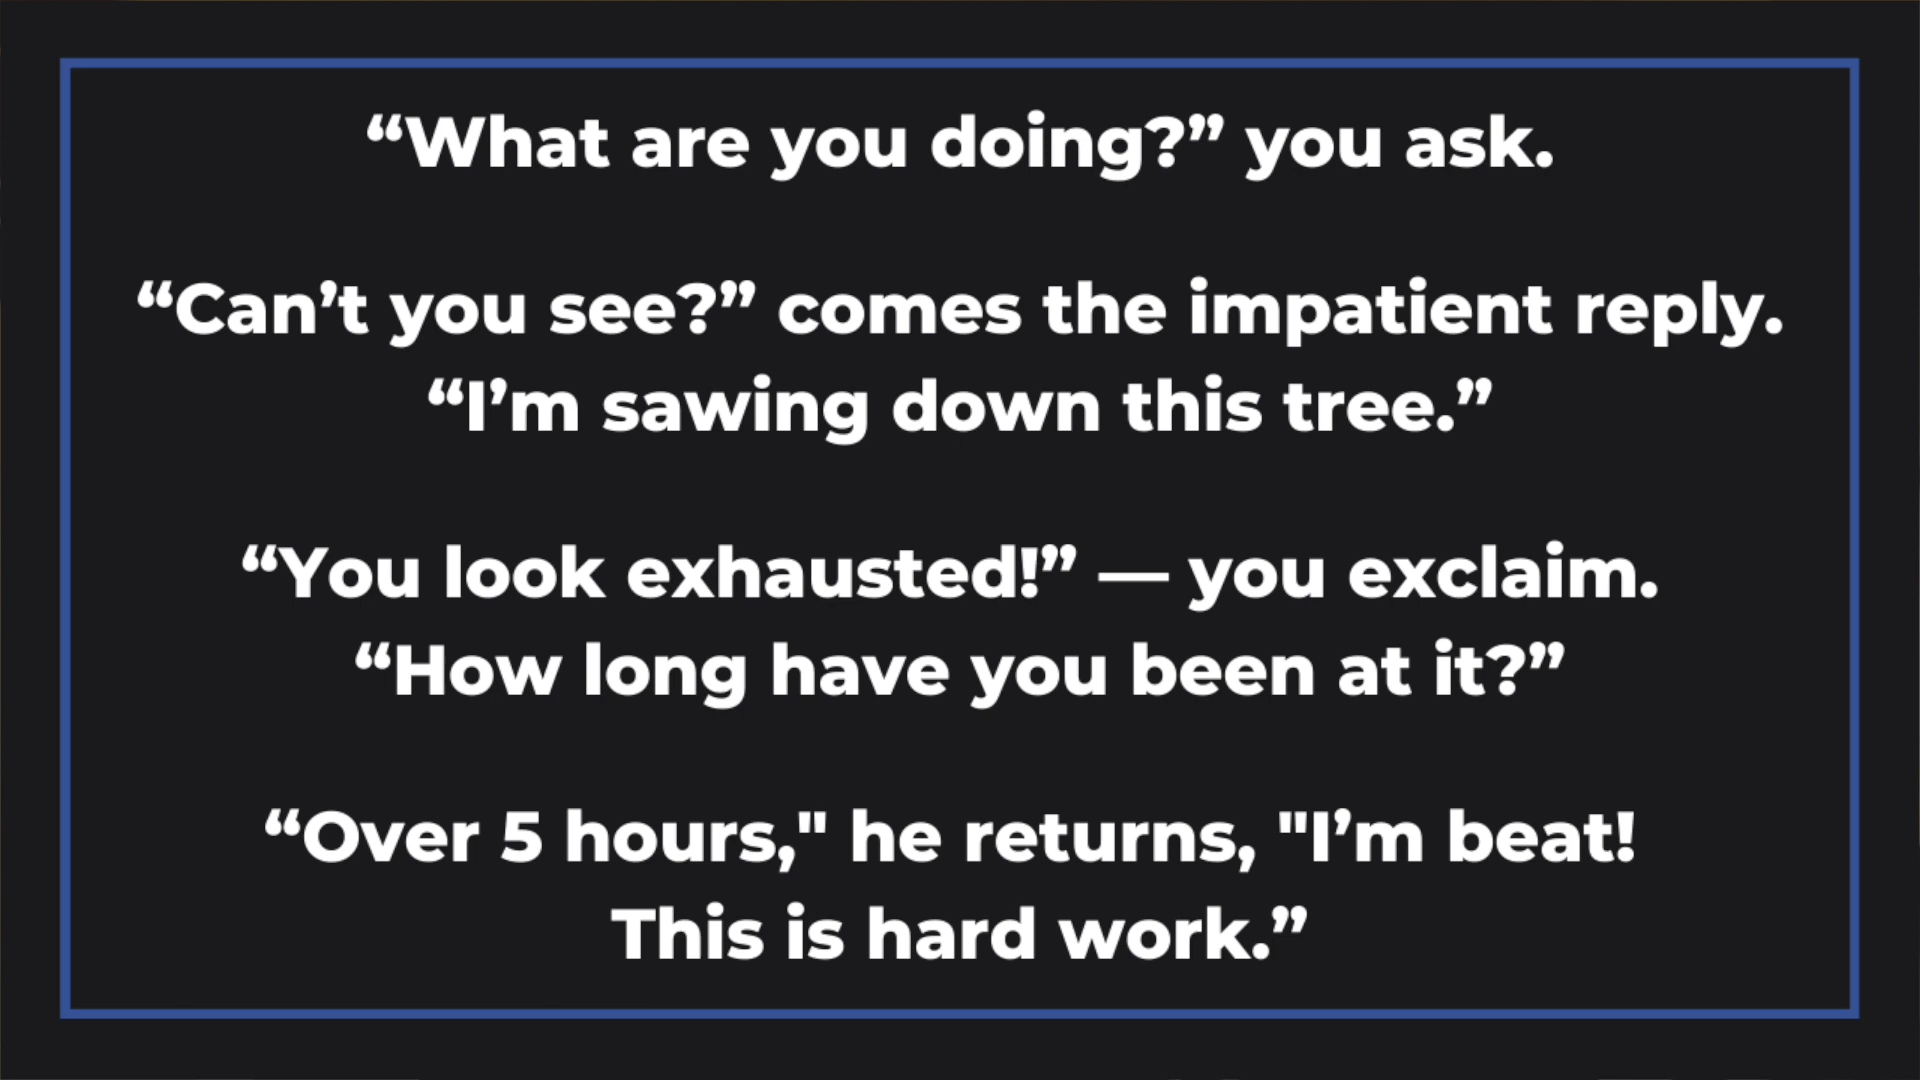 “What are you doing?” you ask.
“Can’t you see?” comes the impatient reply.
“I’m sawing down this tree.”
“You look exhausted!” — you exclaim.
“How long have you been at it?”
“Over 5 hours," he returns, "I’m beat!
This is hard work.”